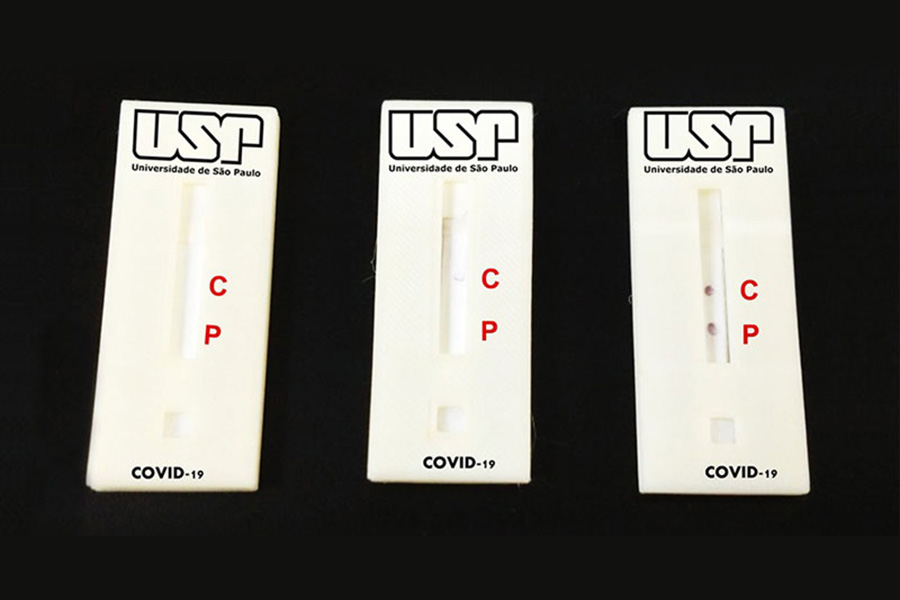 USP
Universidade de São Paulo
C
P
COVID-19
USP
Universidade de São Paulo
C
P
COVID-19
USP
Universidade de São Paulo
C
P
COVID-19